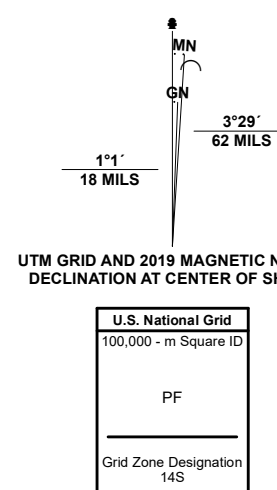 MN
GN
3°29´
62 MILS
1°1´
18 MILS
UTM GRID AND 2019 MAGNETIC N
DECLINATION AT CENTER OF SH
U.S. National Grid
100,000 - m Square ID
PF
Grid Zone Designation
14S